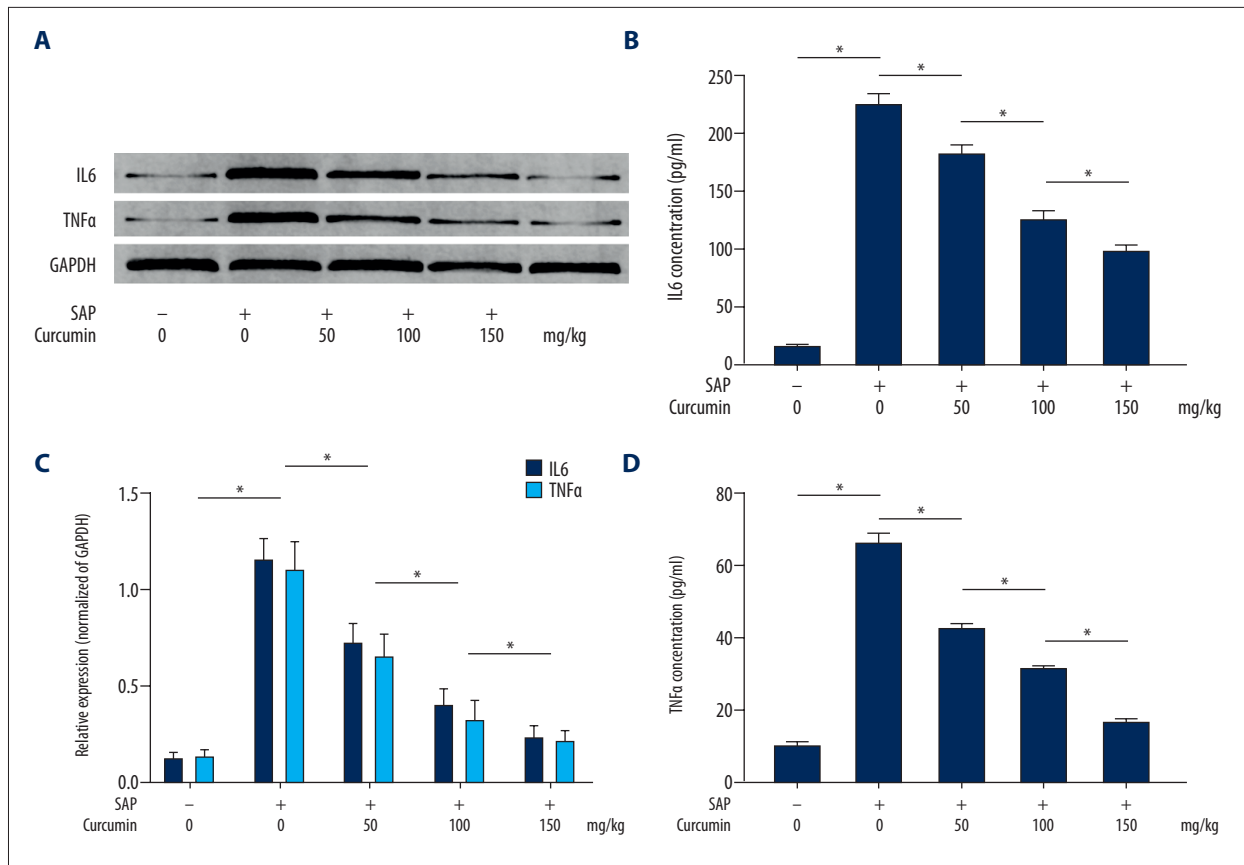 A
IL6
TNFα
GAPDH
SAP – + + + +
Curcumin 0 0 50 100 150 mg/kg
B
IL6 concentration (pg/ml)
250
200
150
100
50
0
* * * *
SAP – + + + +
Curcumin 0 0 50 100 150 mg/kg
C
IL6
TNFα
Relative expression (normalized of GAPDH)
1.5
1.0
0.5
0.0
* * * *
SAP – + + + +
Curcumin 0 0 50 100 150 mg/kg
D
TNFα concentration (pg/ml)
80
60
40
20
0
* * * *
SAP – + + + +
Curcumin 0 0 50 100 150 mg/kg